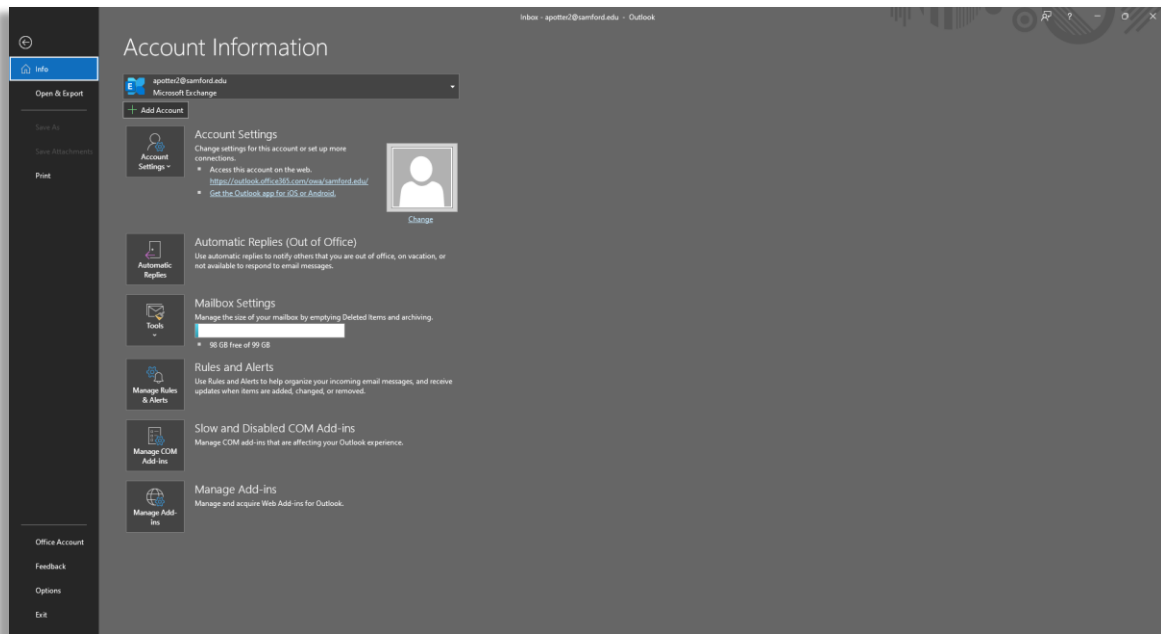 Inbox - apotter2@samford.edu - Outlook
?
Info
Open & Export
Save As
Save Attachments
Print
Office Account
Feedback
Options
Exit
Account Information
E
apotter2@samford.edu
Microsoft Exchange
Add Account
Account
Settings
Account Settings
Change settings for this account or set up more
connections.
Access this account on the web.
https://outlook.office365.com/owa/samford.edu/
Get the Outlook app for iOS or Android.
Change
Automatic
Replies
Automatic Replies (Out of Office)
Use automatic replies to notify others that you are out of office, on vacation, or
not available to respond to email messages.
Tools
Mailbox Settings
Manage the size of your mailbox by emptying Deleted Items and archiving.
98 GB free of 99 GB
Manage Rules
& Alerts
Rules and Alerts
Use Rules and Alerts to help organize your incoming email messages, and receive
updates when items are added, changed, or removed.
Manage COM
Add-ins
Slow and Disabled COM Add-ins
Manage COM add-ins that are affecting your Outlook experience.
Manage Add-
ins
Manage Add-ins
Manage and acquire Web Add-ins for Outlook.